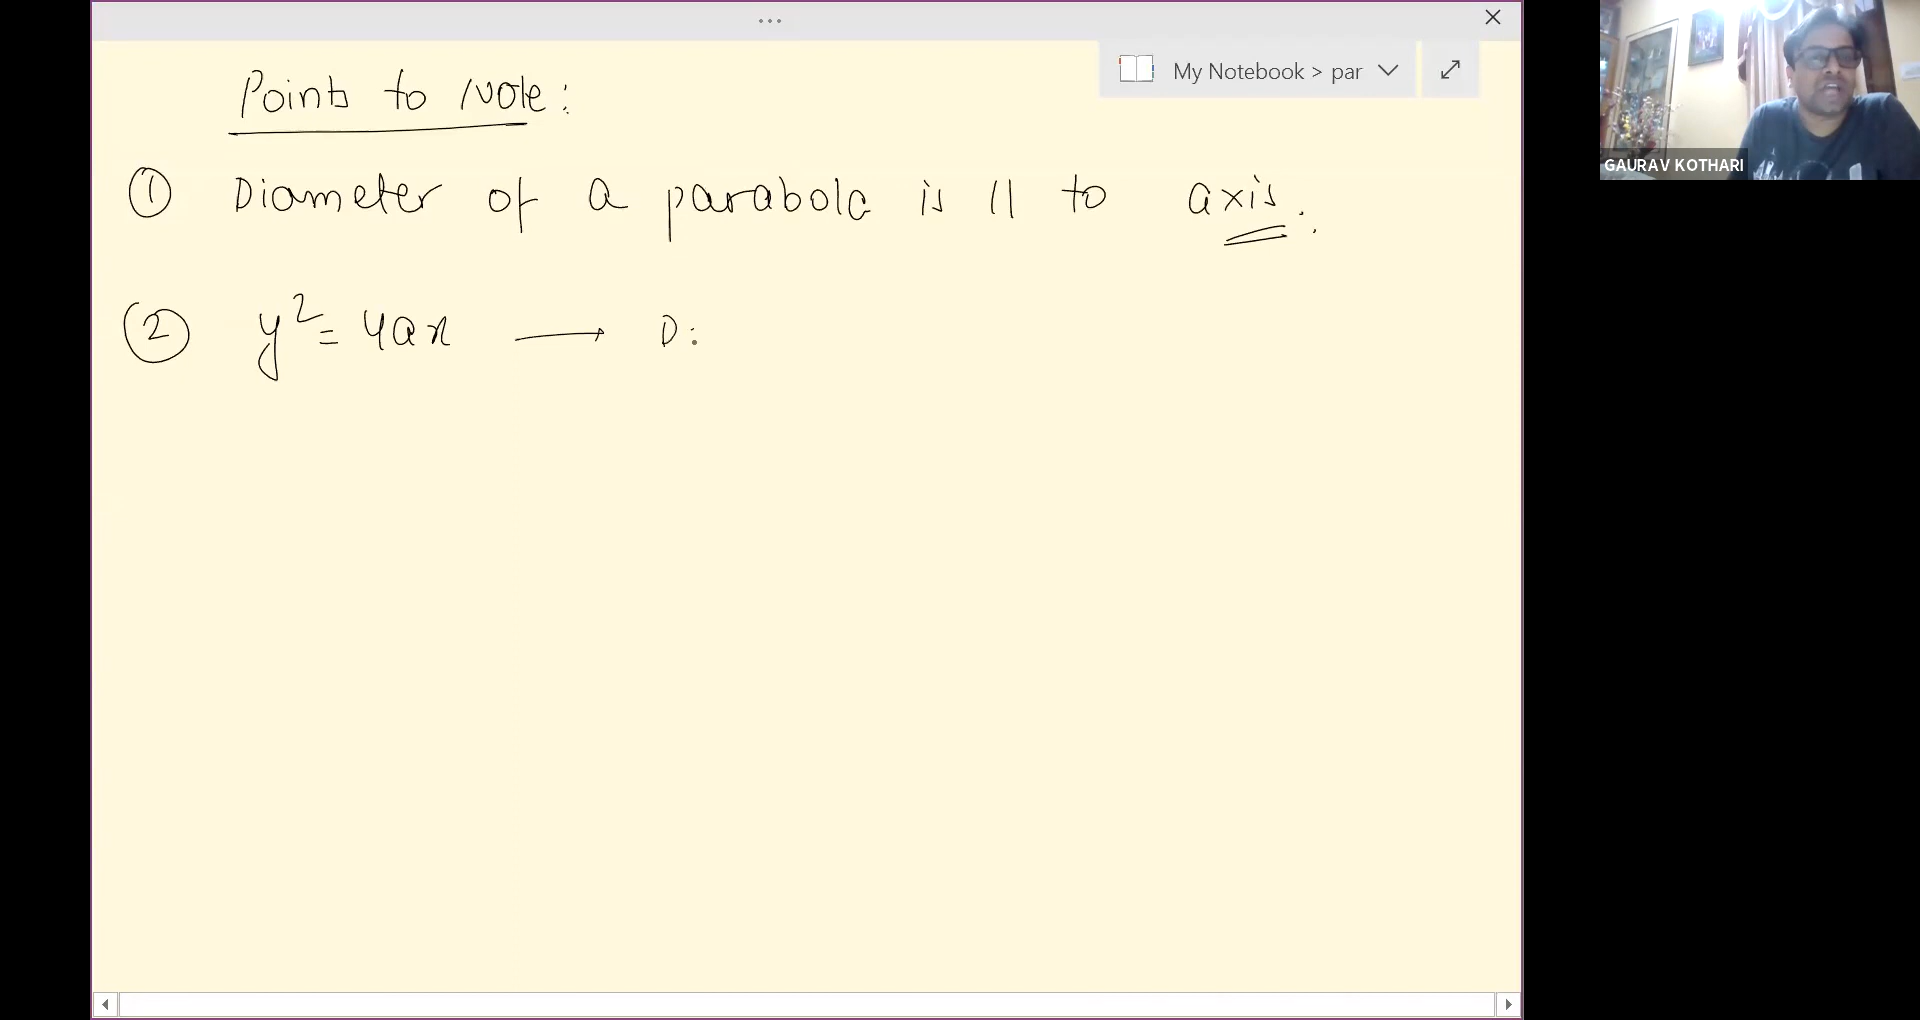 My Notebook > par
GAURAV KOTHARI
Points to Note:
① Diameter of a parabola is || to axis.
② y² = 4ax ⟶ D: